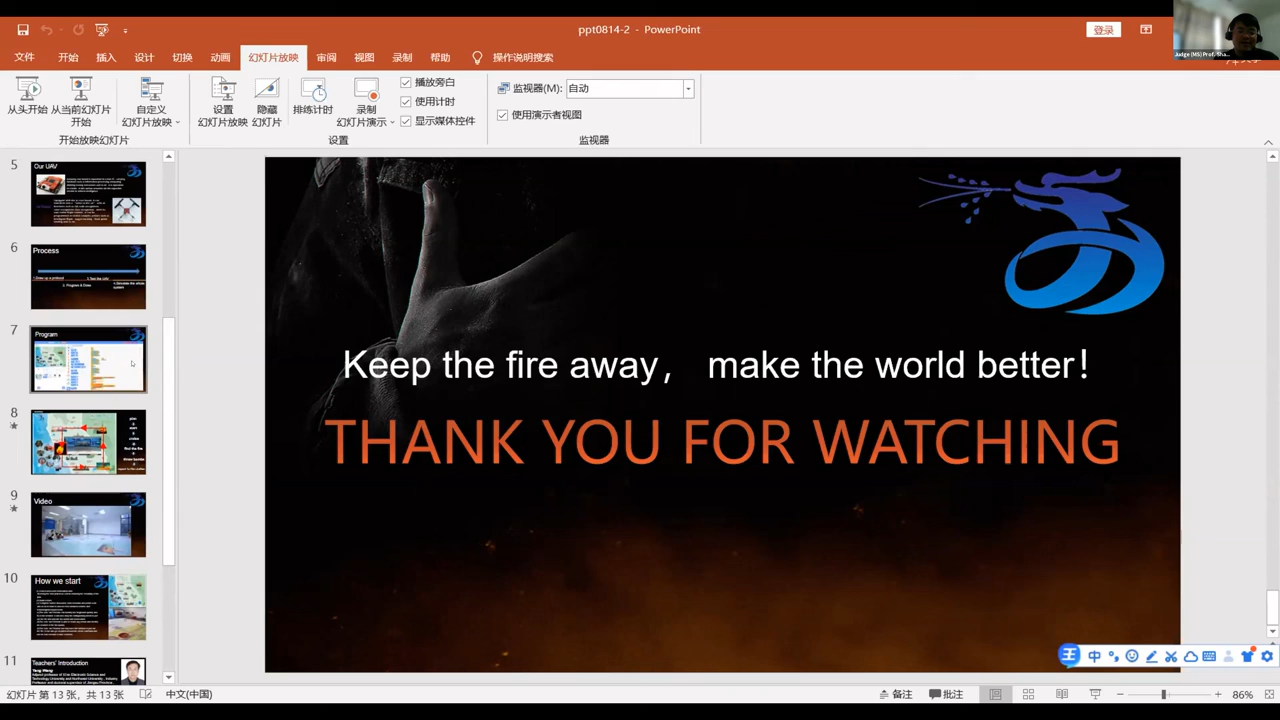 ppt0814-2 - PowerPoint
登录
Judge (MS) Prof. Sha...
文件 开始 插入 设计 切换 动画 幻灯片放映 审阅 视图 录制 帮助 操作说明搜索
从头开始 从当前幻灯片
开始
自定义
幻灯片放映
设置
幻灯片放映
隐藏
幻灯片
排练计时
录制
幻灯片演示
播放旁白
使用计时
显示媒体控件
监视器(M): 自动
使用演示者视图
开始放映幻灯片
设置
监视器
5
Our UAV
6
Process
7
Program
8
9
Video
10
How we start
11
Teachers' Introduction
Yang Wang
Keep the fire away， make the world better！
THANK YOU FOR WATCHING
中
幻灯片 第 13 张，共 13 张 中文(中国)
备注 批注
86%